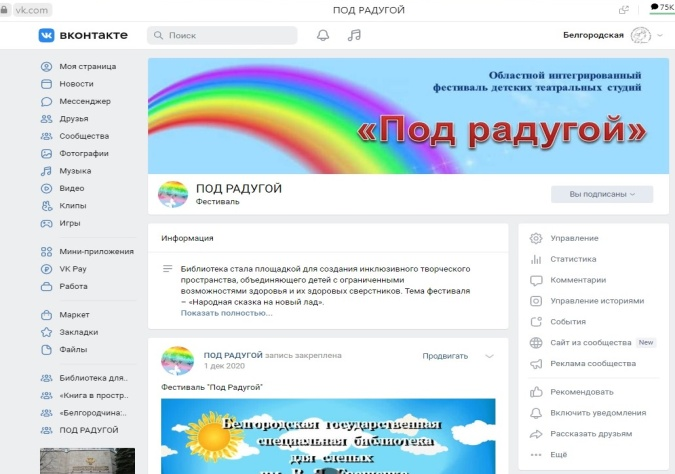 vk.com
ПОД РАДУГОЙ
75K
ВКОНТАКТЕ
Поиск
Белгородская
Моя страница
Новости
Мессенджер
Друзья
Сообщества
Фотографии
Музыка
Видео
Клипы
Игры
Мини-приложения
VK Pay
Работа
Маркет
Закладки
Файлы
Библиотека для..
«Книга в простр..
«Белгородчина:..
ПОД РАДУГОЙ
Областной интегрированный
фестиваль детских театральных студий
«Под радугой»
ПОД РАДУГОЙ
Фестиваль
Вы подписаны
Информация
Библиотека стала площадкой для создания инклюзивного творческого
пространства, объединяющего детей с ограниченными
возможностями здоровья и их здоровых сверстников. Тема фестиваля
– «Народная сказка на новый лад».
Показать полностью...
ПОД РАДУГОЙ запись закреплена
1 дек 2020
Продвигать
Фестиваль "Под Радугой"
Белгородская государственная
специальная библиотека
для слепых
Управление
Статистика
Комментарии
Управление историями
События
Сайт из сообщества New
Реклама сообщества
Рекомендовать
Включить уведомления
Рассказать друзьям
Ещё